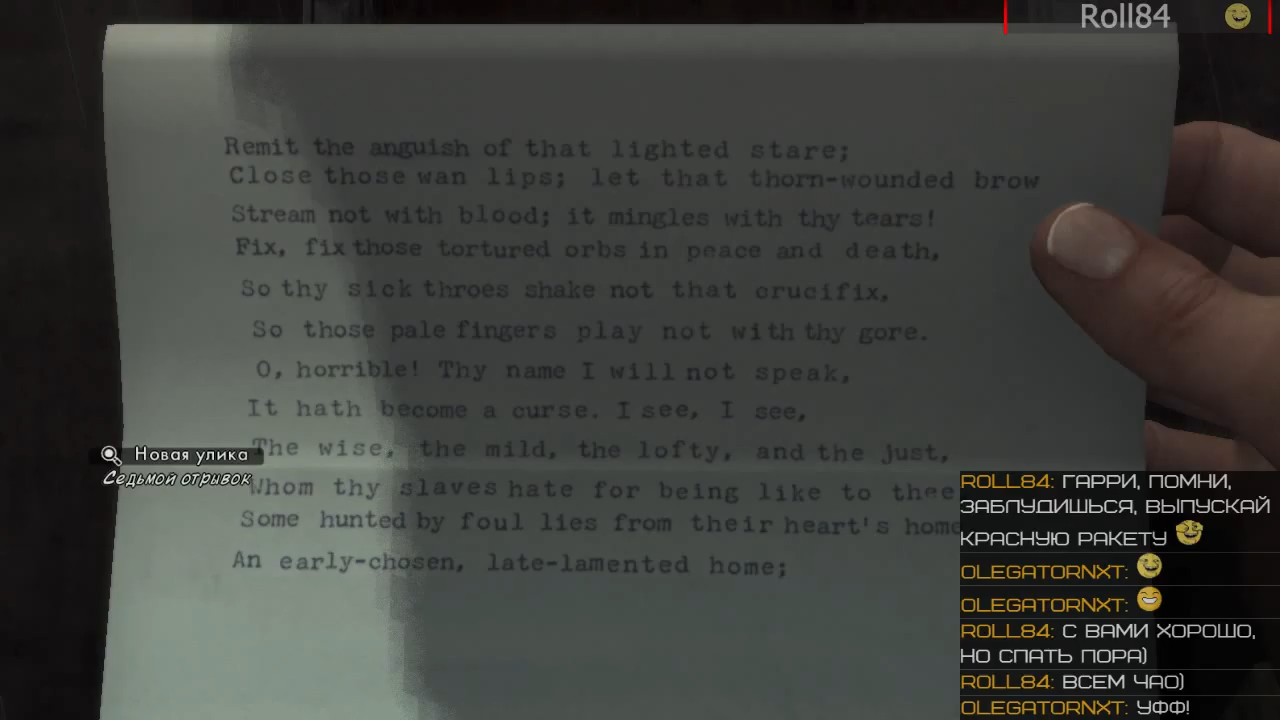 Roll84
Remit the anguish of that lighted stare;
Close those wan lips; let that thorn-wounded brow
Stream not with blood; it mingles with thy tears!
Fix, fix those tortured orbs in peace and death,
So thy sick throes shake not that crucifix,
So those pale fingers play not with thy gore.
O, horrible! Thy name I will not speak,
It hath become a curse. I see, I see,
The wise, the mild, the lofty, and the just,
Whom thy slaves hate for being like to thee
Some hunted by foul lies from their heart's home
An early-chosen, late-lamented home;
Новая улика
Седьмой отрывок
ROLL84: ГАРРИ, ПОМНИ,
ЗАБЛУДИШЬСЯ, ВЫПУСКАЙ
КРАСНУЮ РАКЕТУ
OLEGATORNXT:
OLEGATORNXT:
ROLL84: С ВАМИ ХОРОШО,
НО СПАТЬ ПОРА)
ROLL84: ВСЕМ ЧАО)
OLEGATORNXT: УФФ!